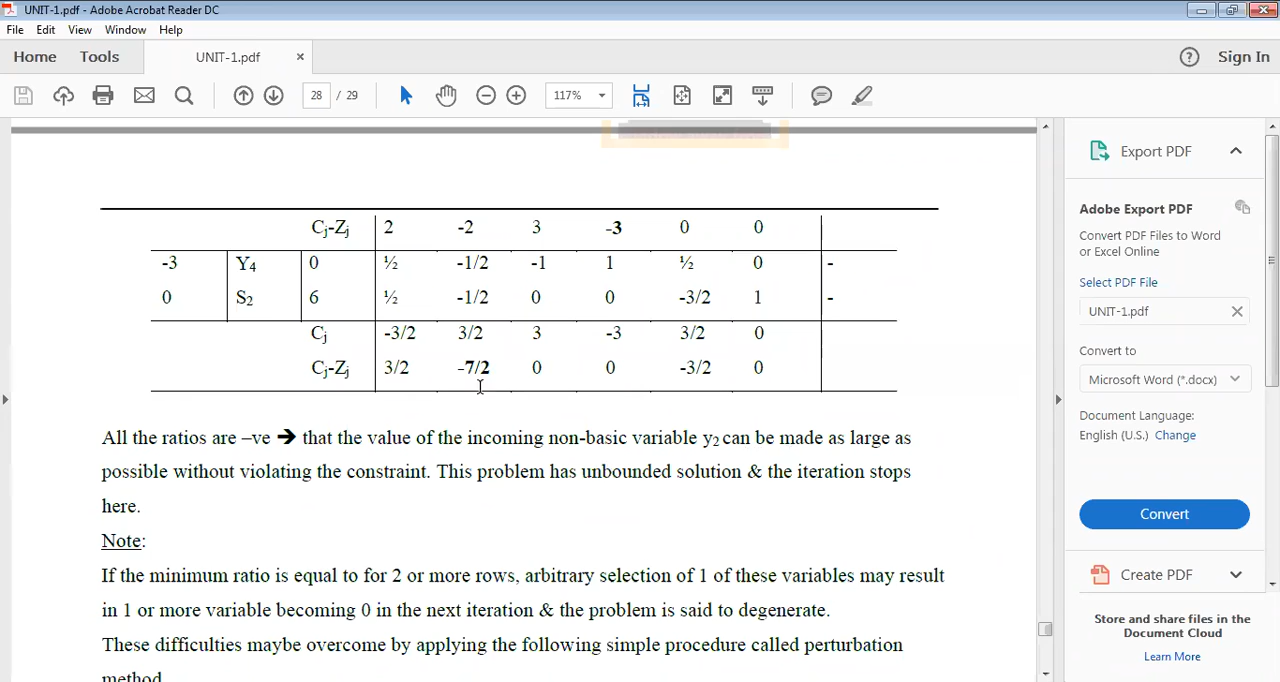 UNIT-1.pdf - Adobe Acrobat Reader DC
File Edit View Window Help
Home Tools UNIT-1.pdf × ? Sign In
28 / 29 117%
Cj-Zj 2 -2 3 -3 0 0
-3 Y4 0 ½ -1/2 -1 1 ½ 0 -
0 S2 6 ½ -1/2 0 0 -3/2 1 -
Cj -3/2 3/2 3 -3 3/2 0
Cj-Zj 3/2 -7/2 0 0 -3/2 0
All the ratios are –ve ➔ that the value of the incoming non-basic variable y2 can be made as large as
possible without violating the constraint. This problem has unbounded solution & the iteration stops
here.
Note:
If the minimum ratio is equal to for 2 or more rows, arbitrary selection of 1 of these variables may result
in 1 or more variable becoming 0 in the next iteration & the problem is said to degenerate.
These difficulties maybe overcome by applying the following simple procedure called perturbation
method.
Export PDF
Adobe Export PDF
Convert PDF Files to Word
or Excel Online
Select PDF File
UNIT-1.pdf
Convert to
Microsoft Word (*.docx)
Document Language:
English (U.S.) Change
Convert
Create PDF
Store and share files in the
Document Cloud
Learn More